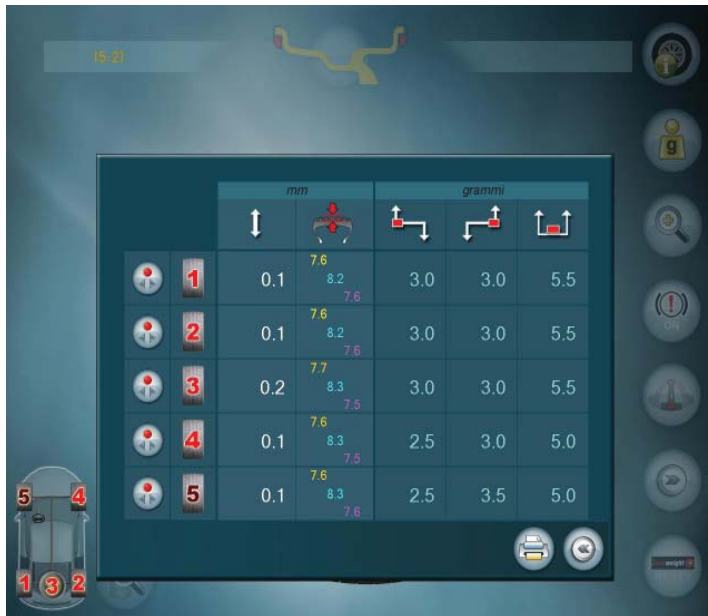 (5-2)
g
mm grammi
1 0.1 7.6 8.2 7.6 3.0 3.0 5.5
2 0.1 7.6 8.2 7.6 3.0 3.0 5.5
3 0.2 7.7 8.3 7.5 3.0 3.0 5.5
4 0.1 7.6 8.3 7.5 2.5 3.0 5.0
5 0.1 7.6 8.3 7.6 2.5 3.5 5.0
ON
5 4
1 3 2
weight